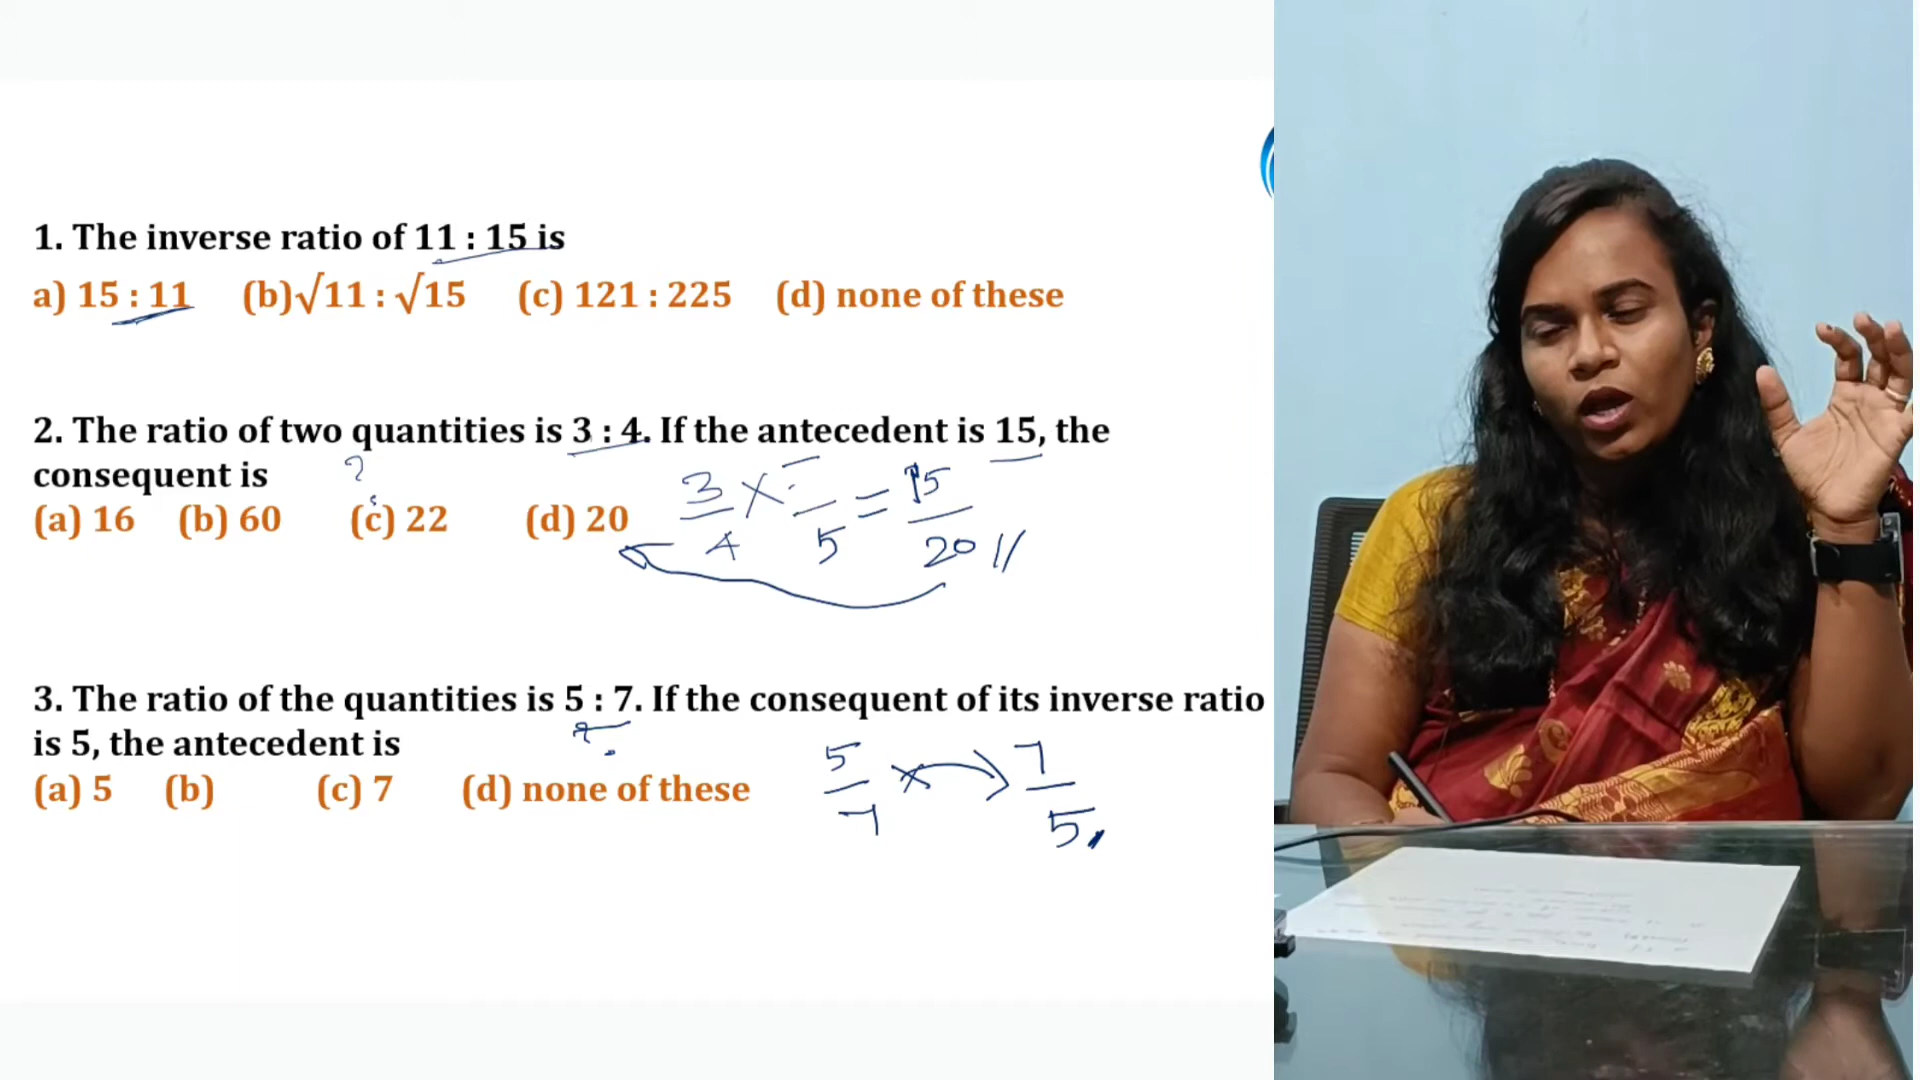 1. The inverse ratio of 11 : 15 is
a) 15 : 11 (b)√11 : √15 (c) 121 : 225 (d) none of these
2. The ratio of two quantities is 3 : 4. If the antecedent is 15, the
consequent is
?
(a) 16 (b) 60 (c) 22 (d) 20
3/4 × 5/5 = 15/20 //
3. The ratio of the quantities is 5 : 7. If the consequent of its inverse ratio
is 5, the antecedent is
(a) 5 (b) (c) 7 (d) none of these
5/7 7/5